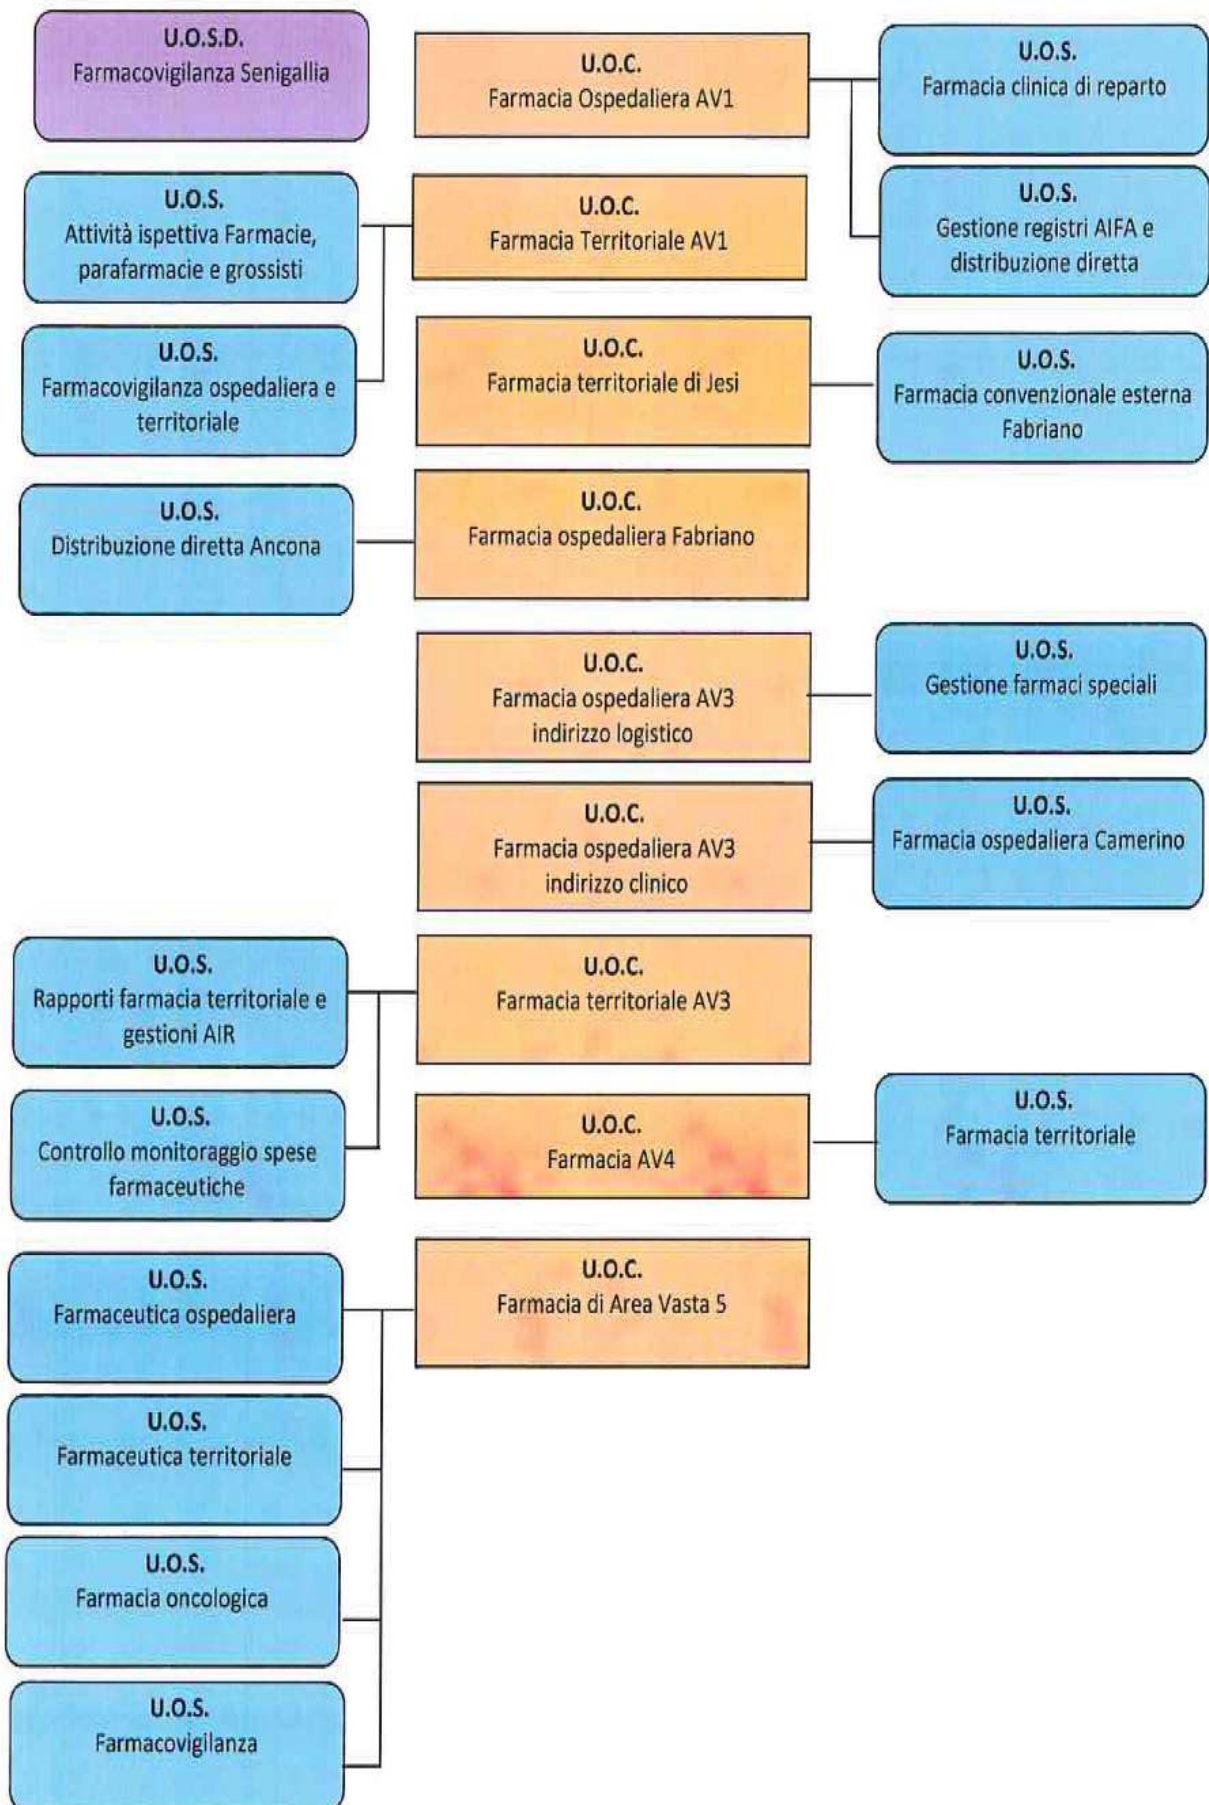 U.O.S.D.
Farmacovigilanza Senigallia
U.O.C.
Farmacia Ospedaliera AV1
U.O.S.
Farmacia clinica di reparto
U.O.S.
Gestione registri AIFA e
distribuzione diretta
U.O.S.
Attività ispettiva Farmacie,
parafarmacie e grossisti
U.O.C.
Farmacia Territoriale AV1
U.O.S.
Farmacovigilanza ospedaliera e
territoriale
U.O.C.
Farmacia territoriale di Jesi
U.O.S.
Farmacia convenzionale esterna
Fabriano
U.O.S.
Distribuzione diretta Ancona
U.O.C.
Farmacia ospedaliera Fabriano
U.O.C.
Farmacia ospedaliera AV3
indirizzo logistico
U.O.S.
Gestione farmaci speciali
U.O.C.
Farmacia ospedaliera AV3
indirizzo clinico
U.O.S.
Farmacia ospedaliera Camerino
U.O.S.
Rapporti farmacia territoriale e
gestioni AIR
U.O.C.
Farmacia territoriale AV3
U.O.S.
Controllo monitoraggio spese
farmaceutiche
U.O.C.
Farmacia AV4
U.O.S.
Farmacia territoriale
U.O.S.
Farmaceutica ospedaliera
U.O.C.
Farmacia di Area Vasta 5
U.O.S.
Farmaceutica territoriale
U.O.S.
Farmacia oncologica
U.O.S.
Farmacovigilanza